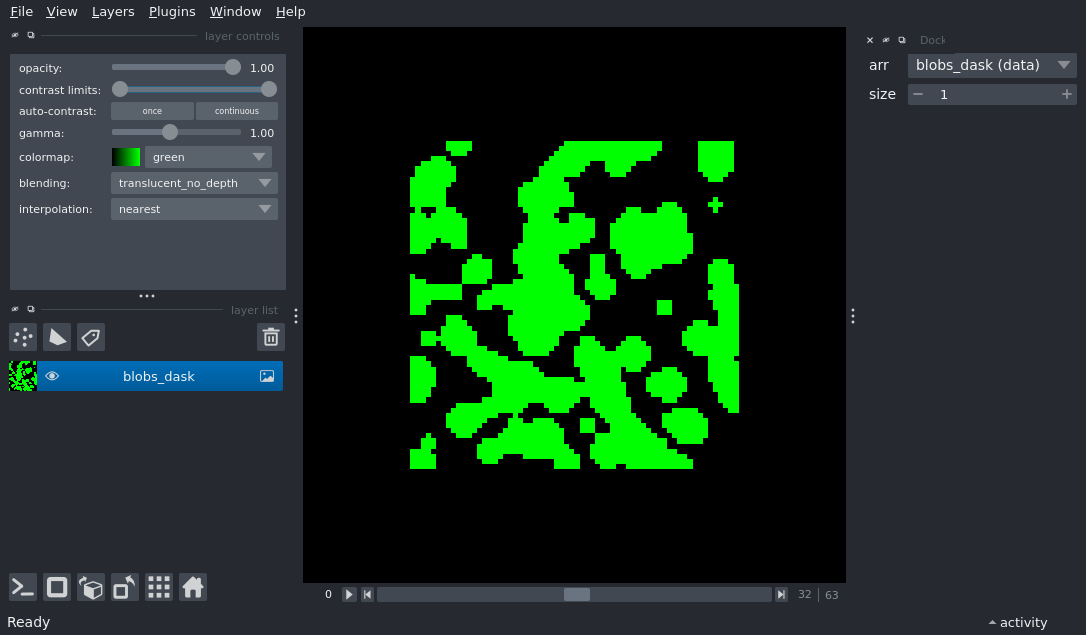 File View Layers Plugins Window Help
layer controls
opacity: 1.00
contrast limits:
auto-contrast: once continuous
gamma: 1.00
colormap: green
blending: translucent_no_depth
interpolation: nearest
layer list
blobs_dask
Dock
arr blobs_dask (data)
size 1
0 32 63
Ready
activity